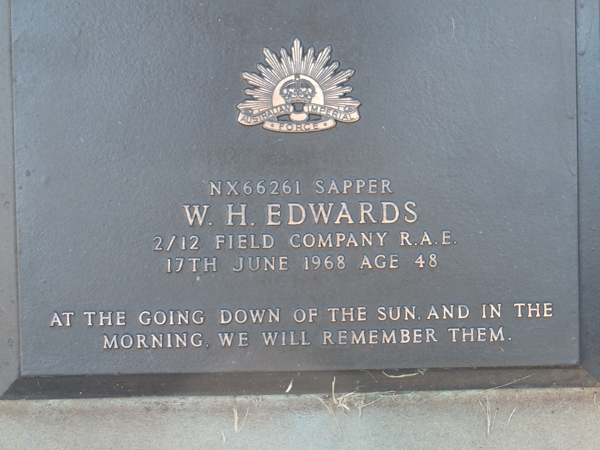 AUSTRALIAN IMPERIAL
FORCE
NX66261 SAPPER
W. H. EDWARDS
2/12 FIELD COMPANY R.A.E.
17TH JUNE 1968 AGE 48
AT THE GOING DOWN OF THE SUN, AND IN THE
MORNING, WE WILL REMEMBER THEM.